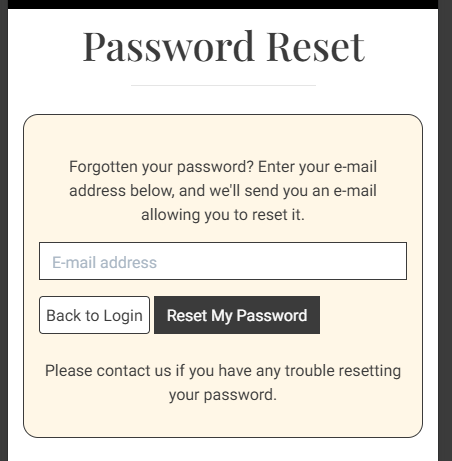 Password Reset
Forgotten your password? Enter your e-mail
address below, and we'll send you an e-mail
allowing you to reset it.
E-mail address
Back to Login Reset My Password
Please contact us if you have any trouble resetting
your password.